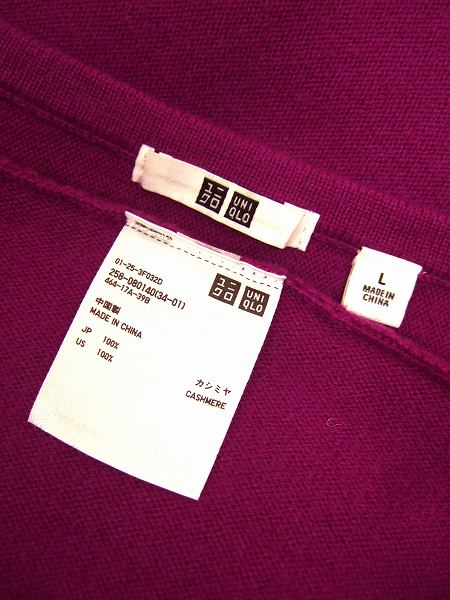 ユニ UNI
クロ QLO
L
MADE IN
CHINA
01-25-3F032D
258-080140(34-01)
464-17A-39B
ユニ UNI
クロ QLO
中国製
MADE IN CHINA
JP 100%
US 100%
カシミヤ
CASHMERE